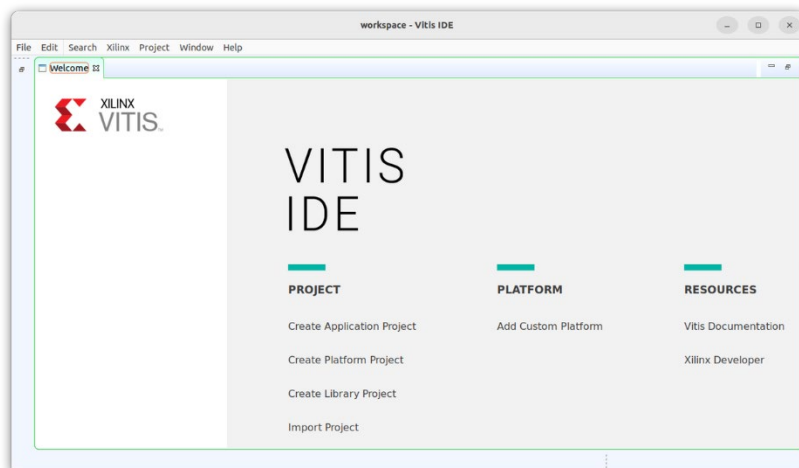 workspace - Vitis IDE
File Edit Search Xilinx Project Window Help
Welcome
XILINX
VITIS™
VITIS
IDE
PROJECT PLATFORM RESOURCES
Create Application Project Add Custom Platform Vitis Documentation
Create Platform Project Xilinx Developer
Create Library Project
Import Project